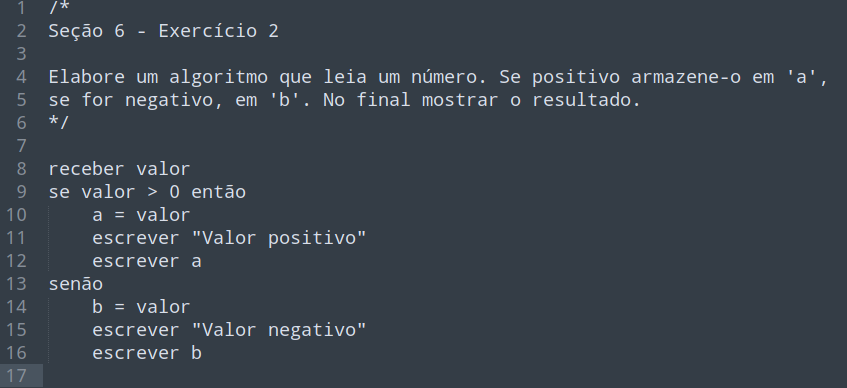 1 /*
2 Seção 6 - Exercício 2
3
4 Elabore um algoritmo que leia um número. Se positivo armazene-o em 'a',
5 se for negativo, em 'b'. No final mostrar o resultado.
6 */
7
8 receber valor
9 se valor > 0 então
10     a = valor
11     escrever "Valor positivo"
12     escrever a
13 senão
14     b = valor
15     escrever "Valor negativo"
16     escrever b
17